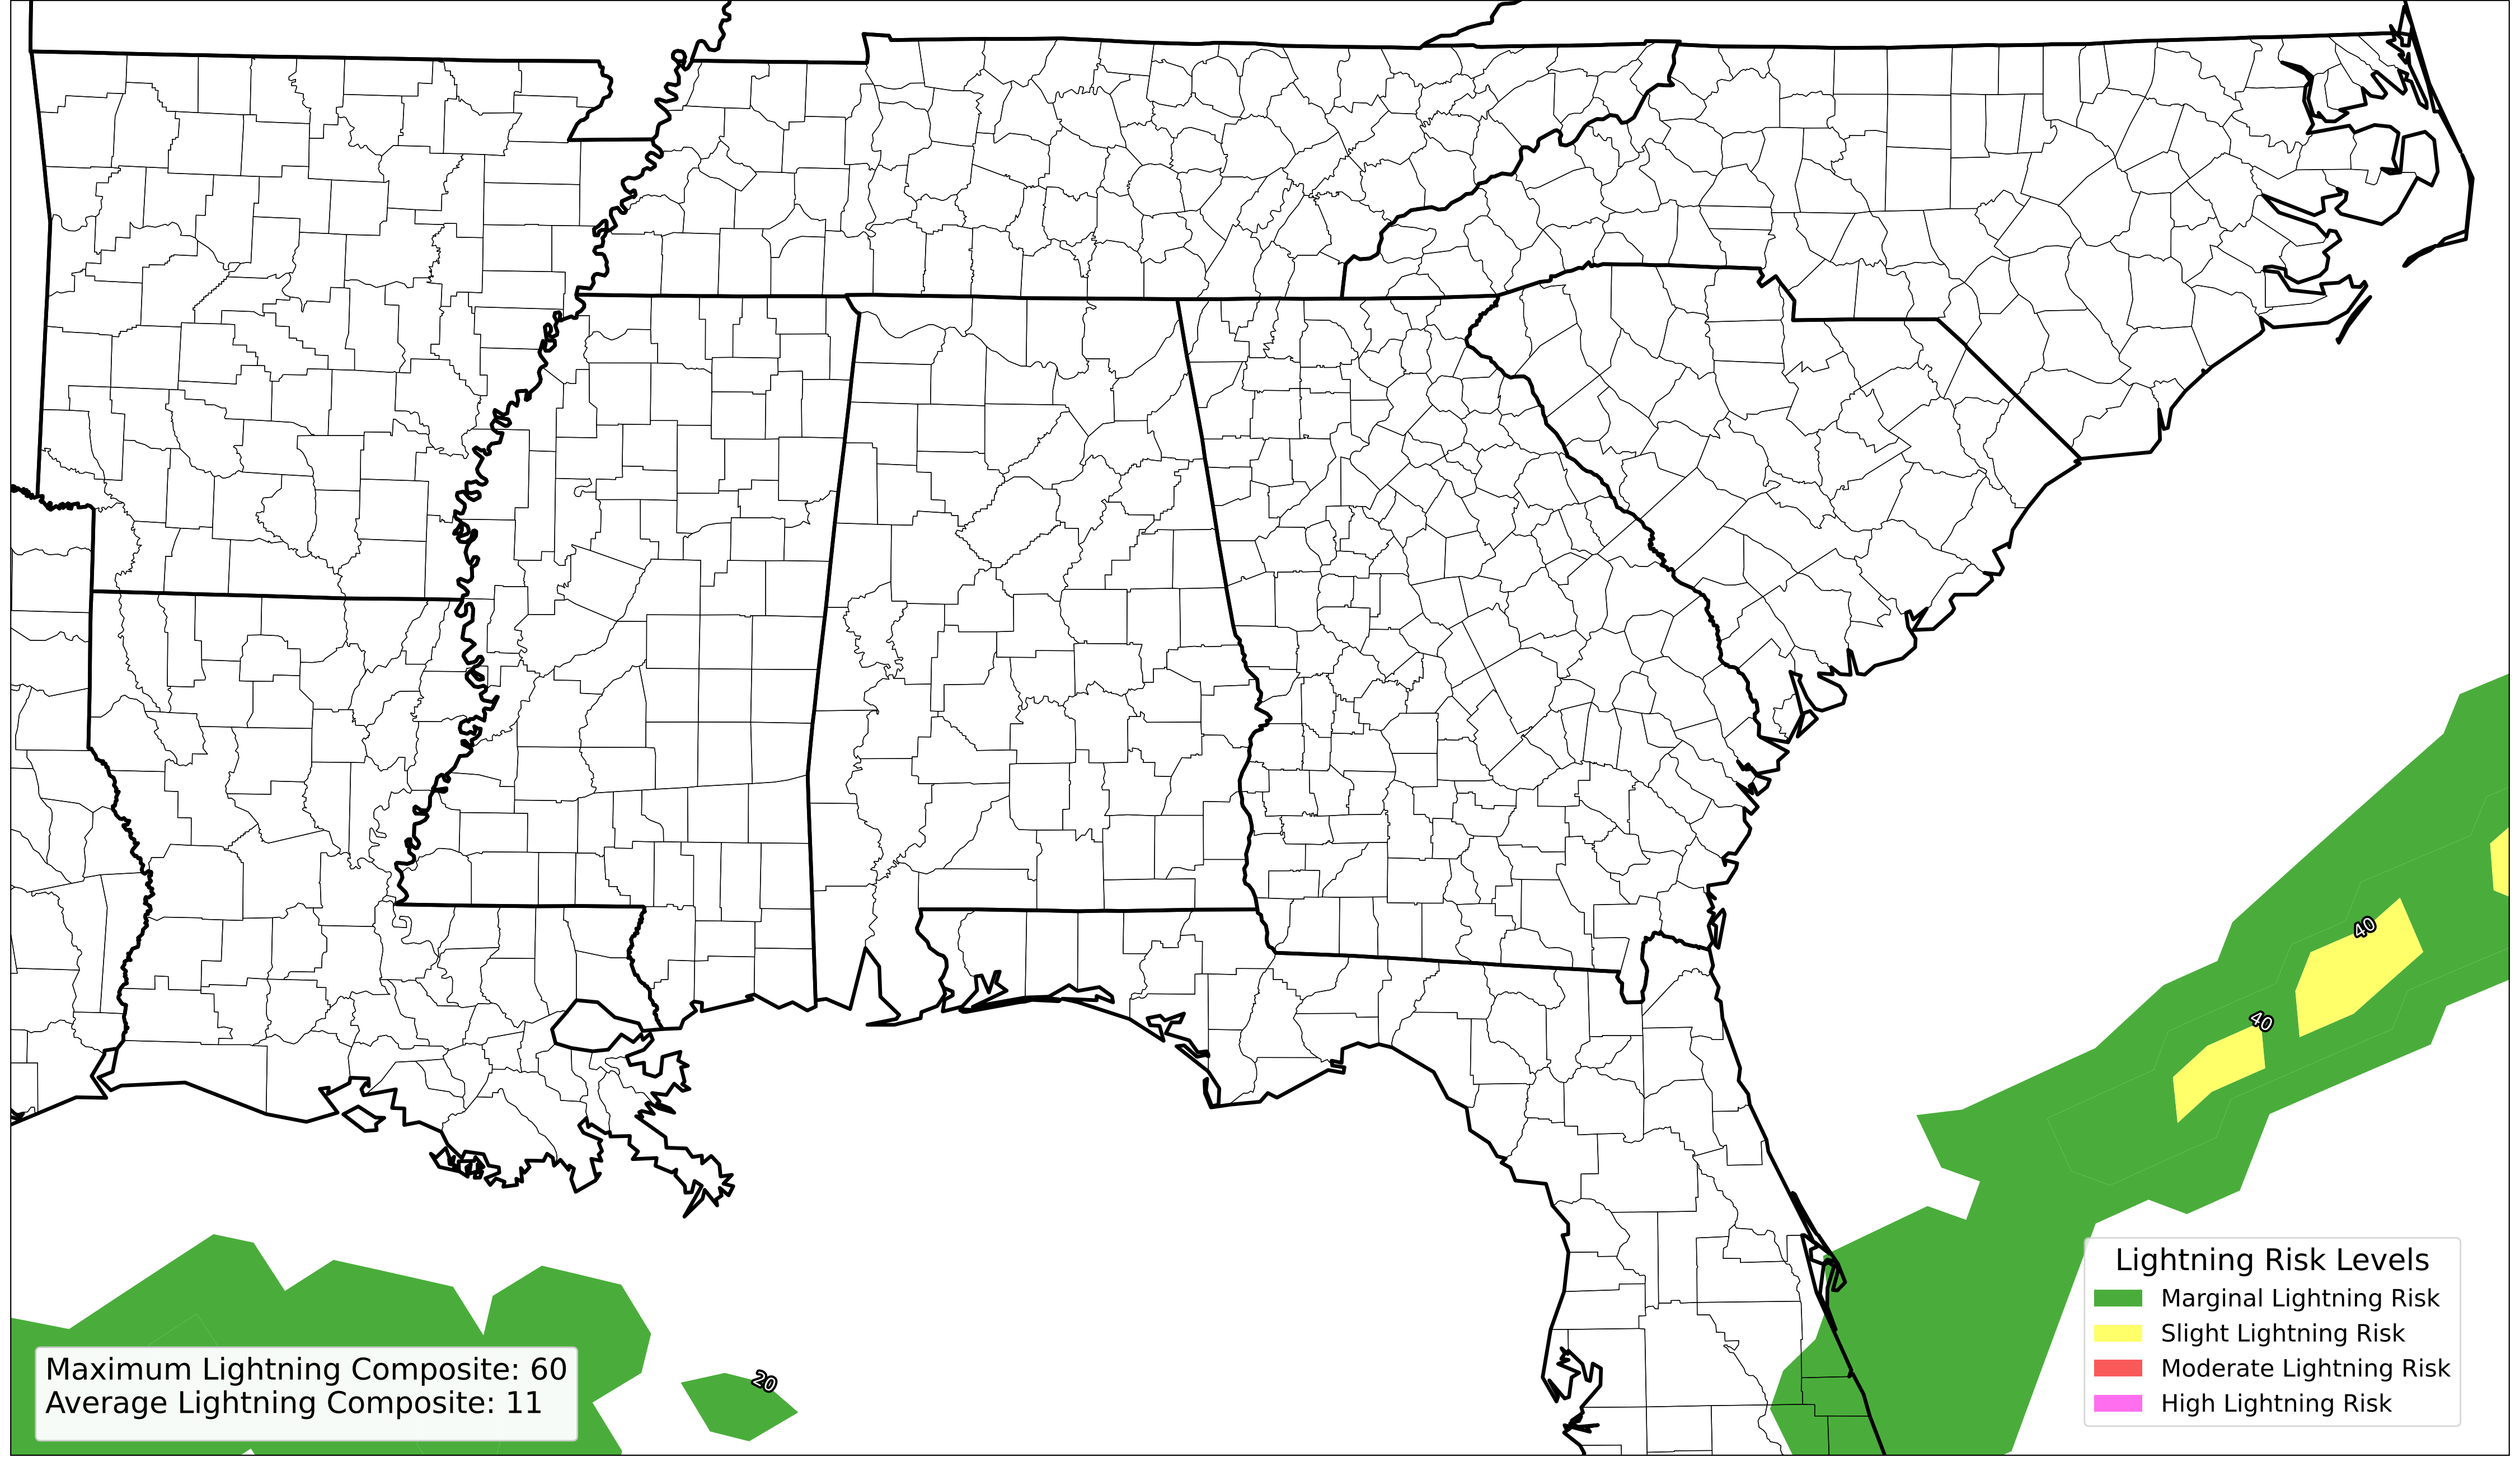 40
40
20
Maximum Lightning Composite: 60
Average Lightning Composite: 11
Lightning Risk Levels
Marginal Lightning Risk
Slight Lightning Risk
Moderate Lightning Risk
High Lightning Risk